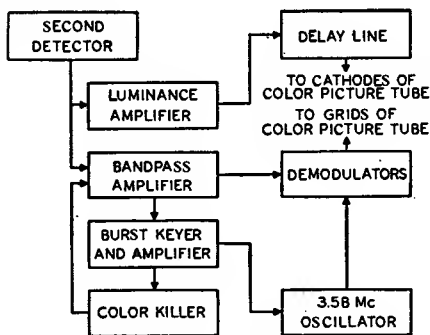 SECOND
DETECTOR
DELAY LINE
TO CATHODES OF
COLOR PICTURE TUBE
LUMINANCE
AMPLIFIER
TO GRIDS OF
COLOR PICTURE TUBE
BANDPASS
AMPLIFIER
DEMODULATORS
BURST KEYER
AND AMPLIFIER
COLOR KILLER
3.58 Mc
OSCILLATOR